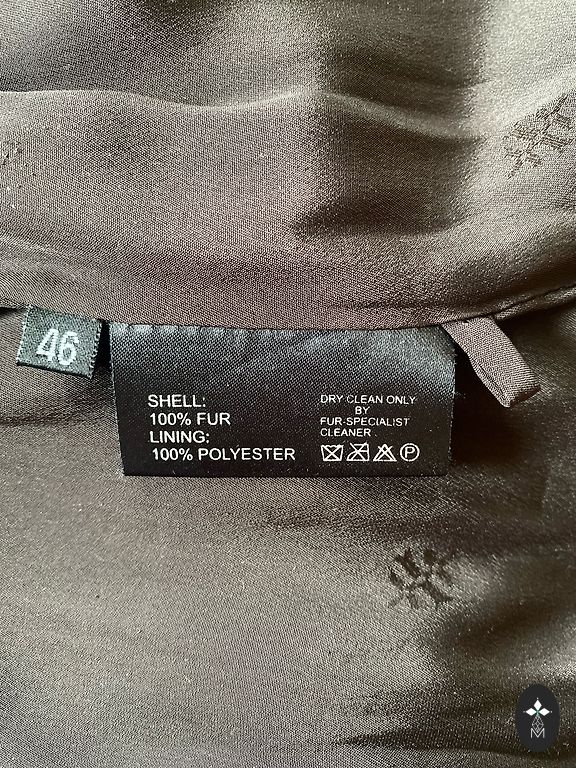 46
SHELL:
100% FUR
LINING:
100% POLYESTER
DRY CLEAN ONLY
BY
FUR-SPECIALIST
CLEANER.
P
M